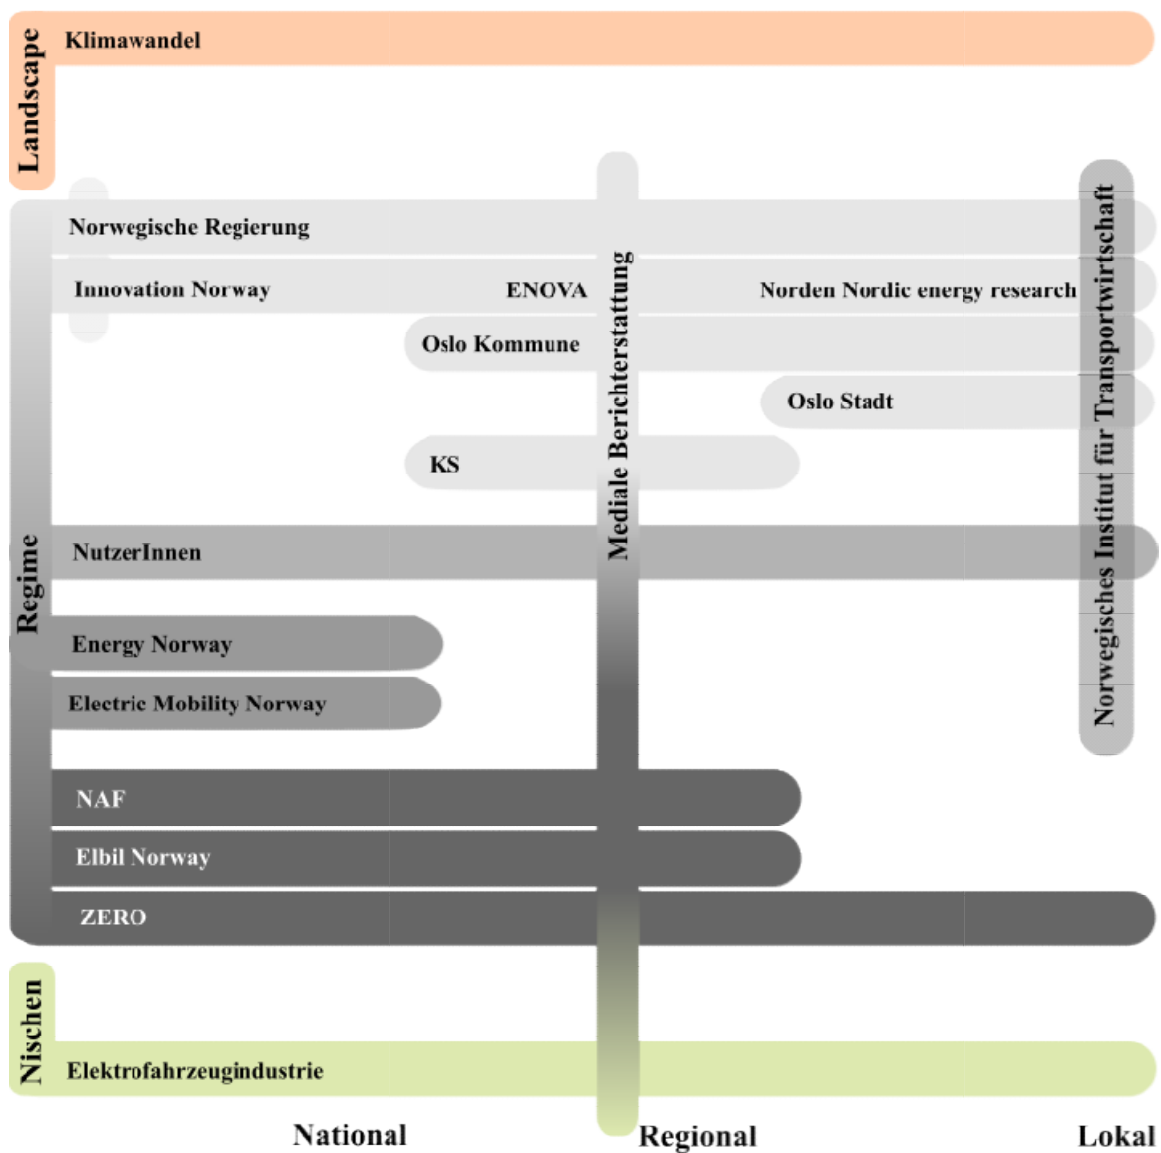 Landscape
Klimawandel
Regime
Norwegische Regierung
Innovation Norway
ENOVA
Norden Nordic energy research
Oslo Kommune
Oslo Stadt
KS
Mediale Berichterstattung
Norwegisches Institut für Transportwirtschaft
NutzerInnen
Energy Norway
Electric Mobility Norway
NAF
Elbil Norway
ZERO
Nischen
Elektrofahrzeugindustrie
National
Regional
Lokal